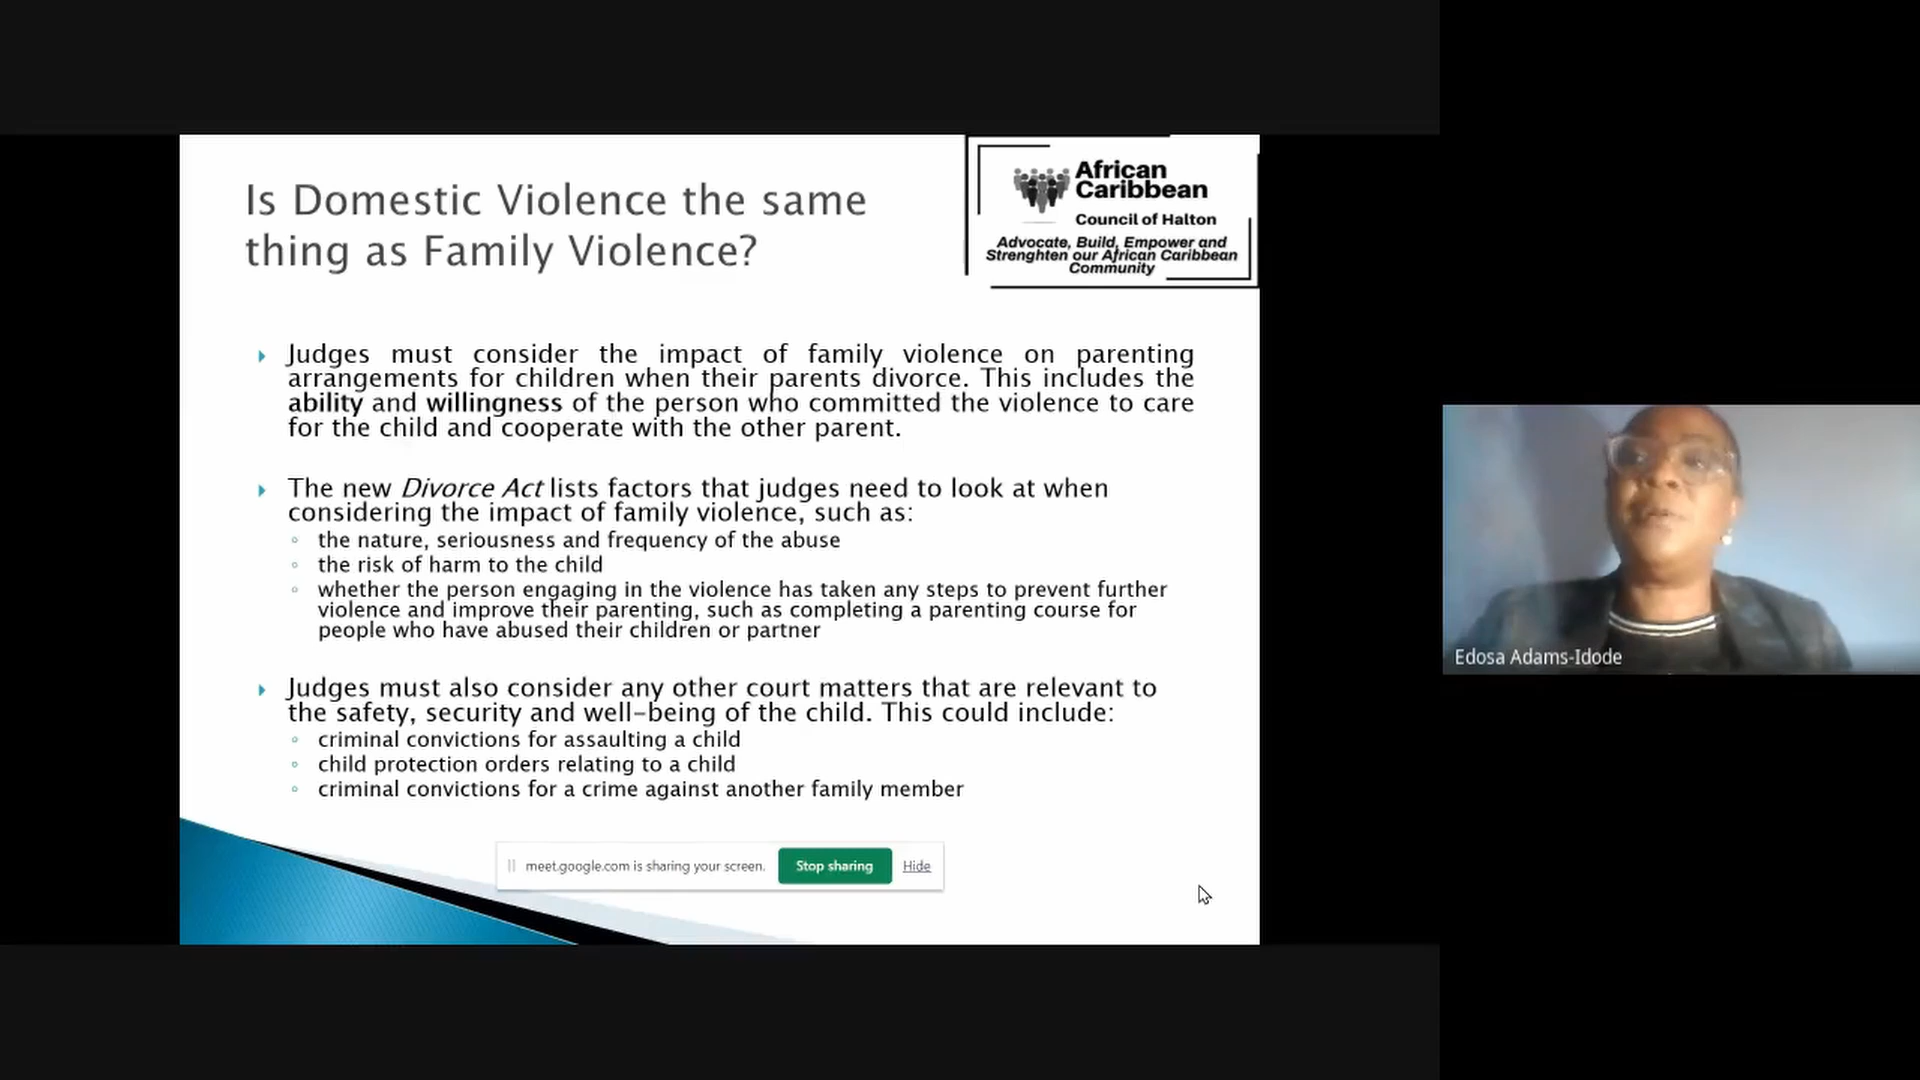 Is Domestic Violence the same
thing as Family Violence?
African
Caribbean
Council of Halton
Advocate, Build, Empower and
Strenghten our African Caribbean
Community
Judges must consider the impact of family violence on parenting
arrangements for children when their parents divorce. This includes the
ability and willingness of the person who committed the violence to care
for the child and cooperate with the other parent.
The new Divorce Act lists factors that judges need to look at when
considering the impact of family violence, such as:
the nature, seriousness and frequency of the abuse
the risk of harm to the child
whether the person engaging in the violence has taken any steps to prevent further
violence and improve their parenting, such as completing a parenting course for
people who have abused their children or partner
Judges must also consider any other court matters that are relevant to
the safety, security and well-being of the child. This could include:
criminal convictions for assaulting a child
child protection orders relating to a child
criminal convictions for a crime against another family member
meet.google.com is sharing your screen. Stop sharing Hide
Edosa Adams-Idode